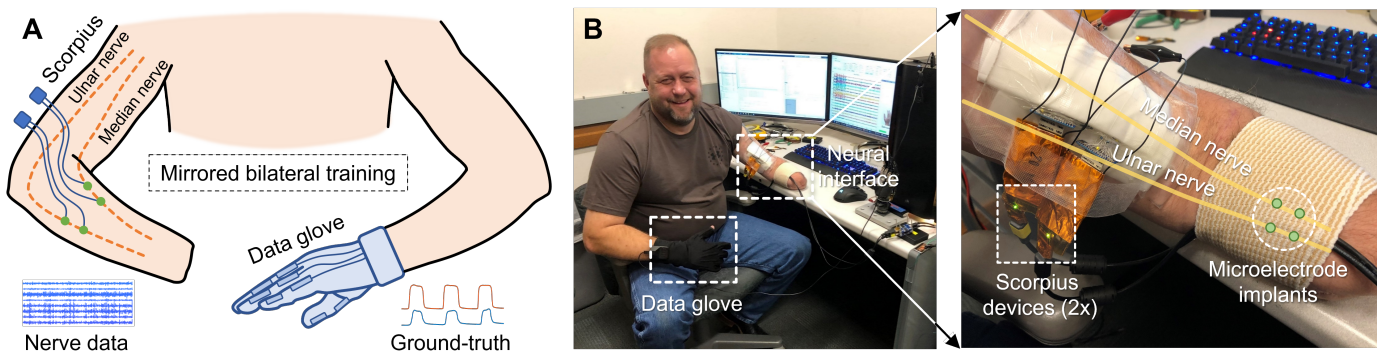 A
Scorpius
Ulnar nerve
Median nerve
Mirrored bilateral training
Data glove
Nerve data
Ground-truth
B
Neural
interface
Data glove
Median nerve
Ulnar nerve
Scorpius
devices (2x)
Microelectrode
implants